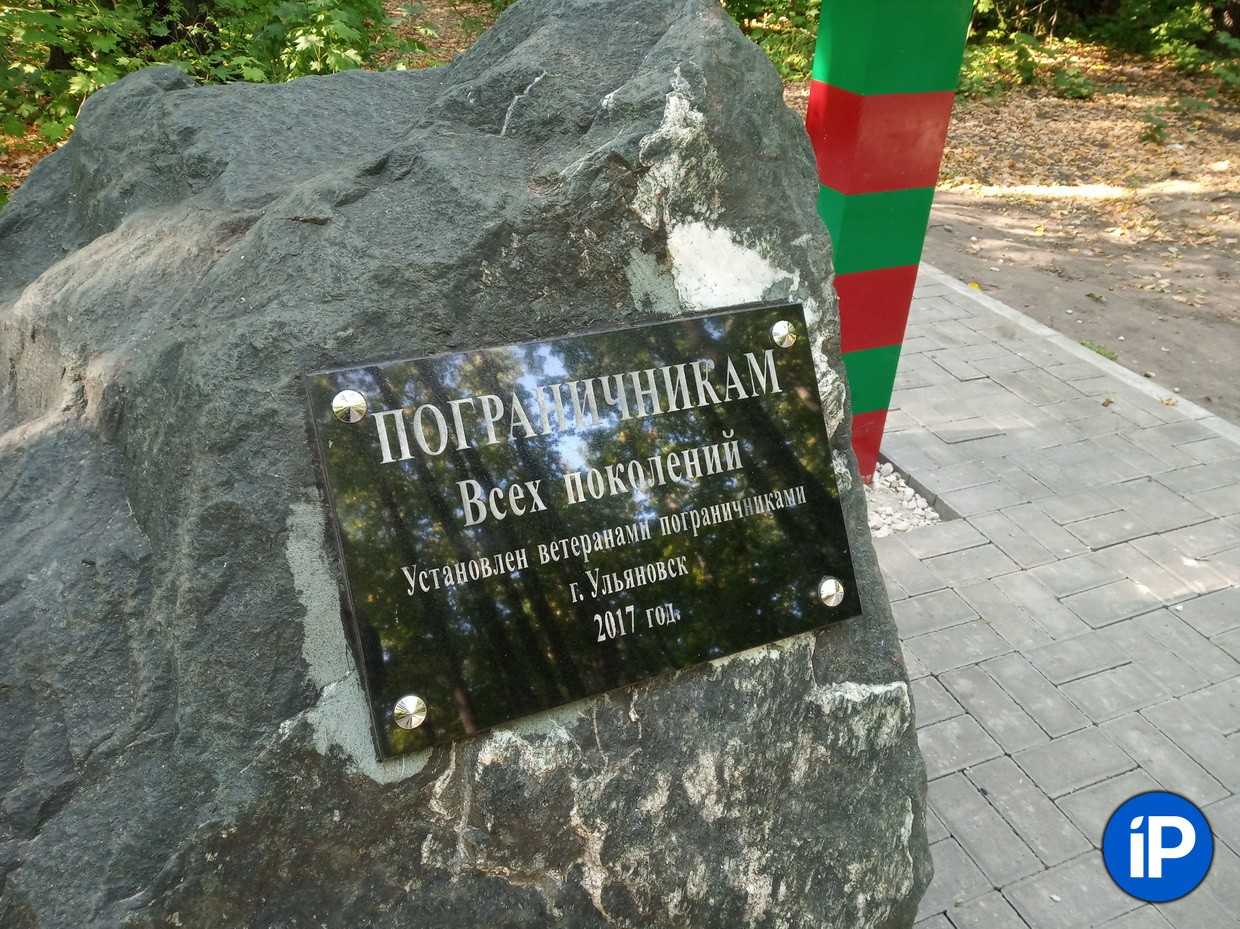 ПОГРАНИЧНИКАМ
Всех поколений
Установлен ветеранами пограничниками
г. Ульяновск
2017 год.
iP